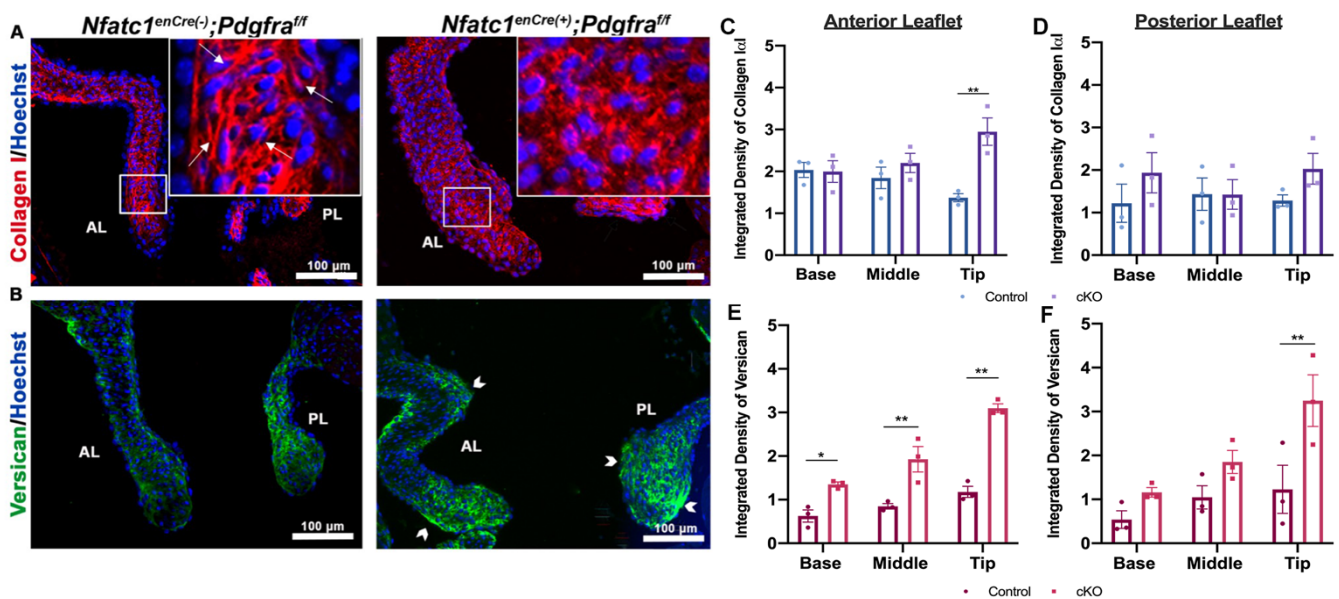 Nfatc1enCre(-);Pdgfraf/f
Nfatc1enCre(+);Pdgfraf/f
A
Collagen I/Hoechst
AL
PL
100 µm
AL
100 µm
B
Versican/Hoechst
AL
PL
100 µm
AL
PL
100 µm
Anterior Leaflet
Posterior Leaflet
C
Integrated Density of Collagen IαI
5
4
3
2
1
0
**
Base Middle Tip
D
Integrated Density of Collagen IαI
5
4
3
2
1
0
Base Middle Tip
Control cKO
E
Integrated Density of Versican
5
4
3
2
1
0
*
**
**
Base Middle Tip
F
Integrated Density of Versican
5
4
3
2
1
0
**
Base Middle Tip
Control cKO